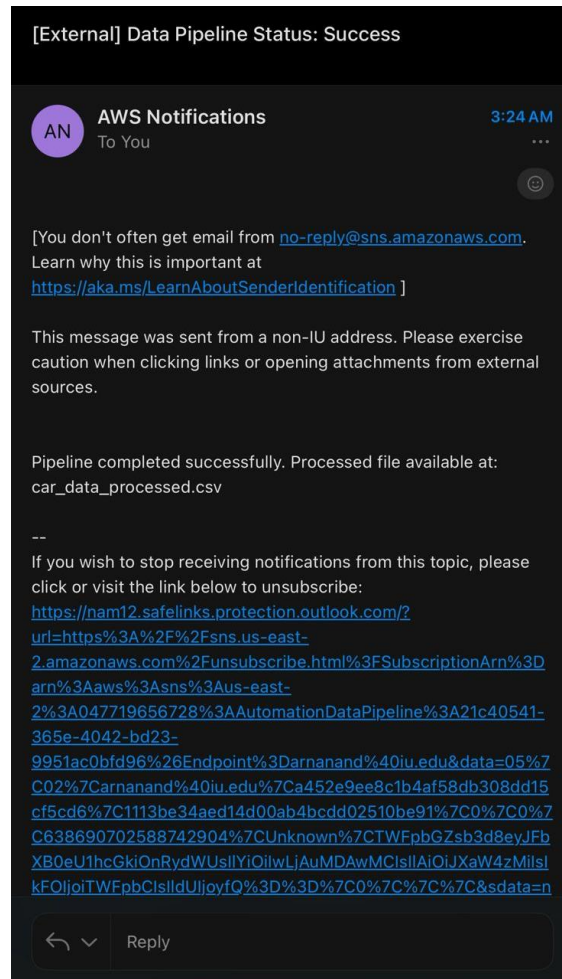 [External] Data Pipeline Status: Success
AN
AWS Notifications
3:24 AM
To You
[You don't often get email from no-reply@sns.amazonaws.com.
Learn why this is important at
https://aka.ms/LearnAboutSenderIdentification ]
This message was sent from a non-IU address. Please exercise
caution when clicking links or opening attachments from external
sources.
Pipeline completed successfully. Processed file available at:
car_data_processed.csv
--
If you wish to stop receiving notifications from this topic, please
click or visit the link below to unsubscribe:
https://nam12.safelinks.protection.outlook.com/?
url=https%3A%2F%2Fsns.us-east-
2.amazonaws.com%2Funsubscribe.html%3FSubscriptionArn%3D
arn%3Aaws%3Asns%3Aus-east-
2%3A047719656728%3AAutomationDataPipeline%3A21c40541-
365e-4042-bd23-
9951ac0bfd96%26Endpoint%3Darnanand%40iu.edu&data=05%7
C02%7Carnanand%40iu.edu%7Ca452e9ee8c1b4af58db308dd15
cf5cd6%7C1113be34aed14d00ab4bcdd02510be91%7C0%7C0%7
C638690702588742904%7CUnknown%7CTWFpbGZsb3d8eyJFb
XB0eU1hcGkiOnRydWUsIlYiOiIwLjAuMDAwMCIsIlAiOiJXaW4zMiIsI
kFOIjoiTWFpbCIsIldUIjoyfQ%3D%3D%7C0%7C%7C%7C&sdata=n
Reply